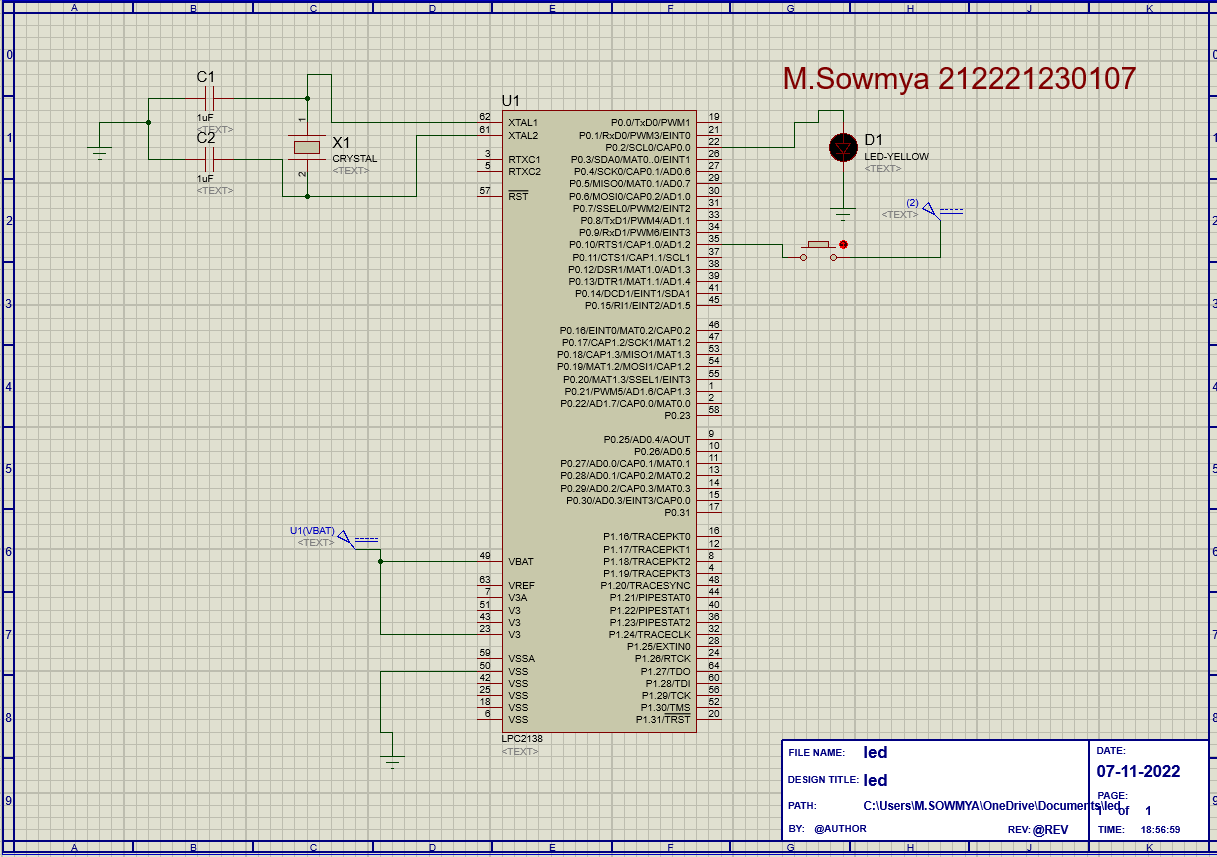 A B C D E F G H J K
M.Sowmya 212221230107
C1
1uF
<TEXT>
C2
1uF
<TEXT>
X1
CRYSTAL
<TEXT>
1
2
U1
62 XTAL1
61 XTAL2
3 RTXC1
5 RTXC2
57 RST
49 VBAT
63 VREF
7 V3A
51 V3
43 V3
23 V3
59 VSSA
50 VSS
42 VSS
25 VSS
18 VSS
6 VSS
P0.0/TxD0/PWM1 19
P0.1/RxD0/PWM3/EINT0 21
P0.2/SCL0/CAP0.0 22
P0.3/SDA0/MAT0..0/EINT1 26
P0.4/SCK0/CAP0.1/AD0.6 27
P0.5/MISO0/MAT0.1/AD0.7 29
P0.6/MOSI0/CAP0.2/AD1.0 30
P0.7/SSEL0/PWM2/EINT2 31
P0.8/TxD1/PWM4/AD1.1 33
P0.9/RxD1/PWM6/EINT3 34
P0.10/RTS1/CAP1.0/AD1.2 35
P0.11/CTS1/CAP1.1/SCL1 37
P0.12/DSR1/MAT1.0/AD1.3 38
P0.13/DTR1/MAT1.1/AD1.4 39
P0.14/DCD1/EINT1/SDA1 41
P0.15/RI1/EINT2/AD1.5 45
P0.16/EINT0/MAT0.2/CAP0.2 46
P0.17/CAP1.2/SCK1/MAT1.2 47
P0.18/CAP1.3/MISO1/MAT1.3 53
P0.19/MAT1.2/MOSI1/CAP1.2 54
P0.20/MAT1.3/SSEL1/EINT3 55
P0.21/PWM5/AD1.6/CAP1.3 1
P0.22/AD1.7/CAP0.0/MAT0.0 2
P0.23 58
P0.25/AD0.4/AOUT 9
P0.26/AD0.5 10
P0.27/AD0.0/CAP0.1/MAT0.1 11
P0.28/AD0.1/CAP0.2/MAT0.2 13
P0.29/AD0.2/CAP0.3/MAT0.3 14
P0.30/AD0.3/EINT3/CAP0.0 15
P0.31 17
P1.16/TRACEPKT0 16
P1.17/TRACEPKT1 12
P1.18/TRACEPKT2 8
P1.19/TRACEPKT3 4
P1.20/TRACESYNC 48
P1.21/PIPESTAT0 44
P1.22/PIPESTAT1 40
P1.23/PIPESTAT2 36
P1.24/TRACECLK 32
P1.25/EXTIN0 28
P1.26/RTCK 24
P1.27/TDO 64
P1.28/TDI 60
P1.29/TCK 56
P1.30/TMS 52
P1.31/TRST 20
LPC2138
<TEXT>
D1
LED-YELLOW
<TEXT>
(2)
<TEXT>
U1(VBAT)
<TEXT>
0 0
1 1
2 2
3 3
4 4
5 5
6 6
7 7
8 8
9 9
FILE NAME: led
DESIGN TITLE: led
PATH: C:\Users\M.SOWMYA\OneDrive\Documents\led
BY: @AUTHOR
REV: @REV
DATE:
07-11-2022
PAGE:
1 of 1
TIME: 18:56:59
A B C D E F G H J K